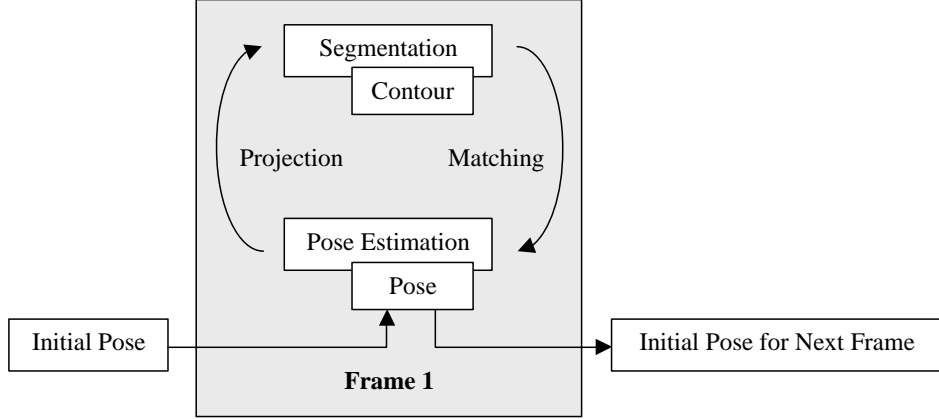 Segmentation
Contour
Projection
Matching
Pose Estimation
Pose
Initial Pose
Initial Pose for Next Frame
Frame 1